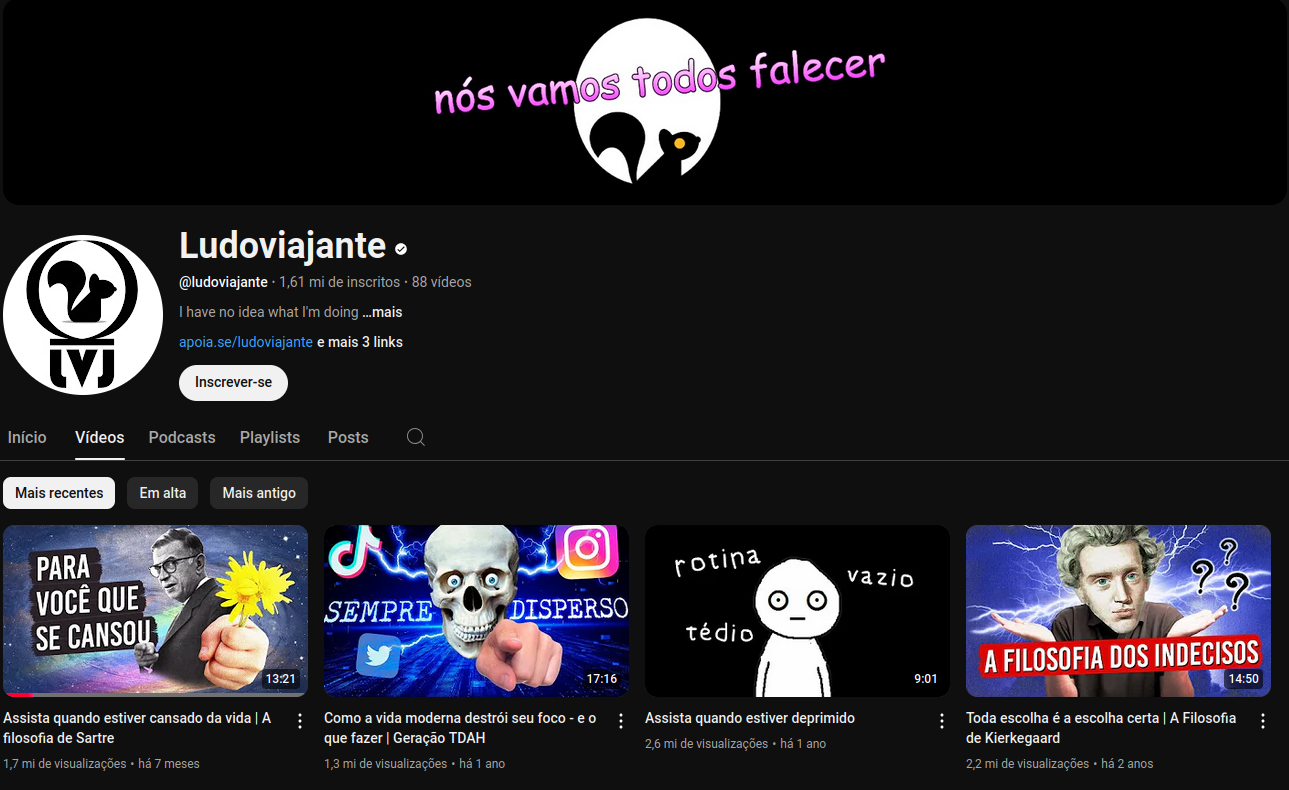 nós vamos todos falecer
LVJ
Ludoviajante
@ludoviajante · 1,61 mi de inscritos · 88 vídeos
I have no idea what I'm doing ...mais
apoia.se/ludoviajante e mais 3 links
Inscrever-se
Início Vídeos Podcasts Playlists Posts
Mais recentes Em alta Mais antigo
PARA
VOCÊ QUE
SE CANSOU
13:21
SEMPRE DISPERSO
17:16
rotina
vazio
tédio
9:01
? ? ?
A FILOSOFIA DOS INDECISOS
14:50
Assista quando estiver cansado da vida | A
filosofia de Sartre
1,7 mi de visualizações • há 7 meses
Como a vida moderna destrói seu foco - e o
que fazer | Geração TDAH
1,3 mi de visualizações • há 1 ano
Assista quando estiver deprimido
2,6 mi de visualizações • há 1 ano
Toda escolha é a escolha certa | A Filosofia
de Kierkegaard
2,2 mi de visualizações • há 2 anos